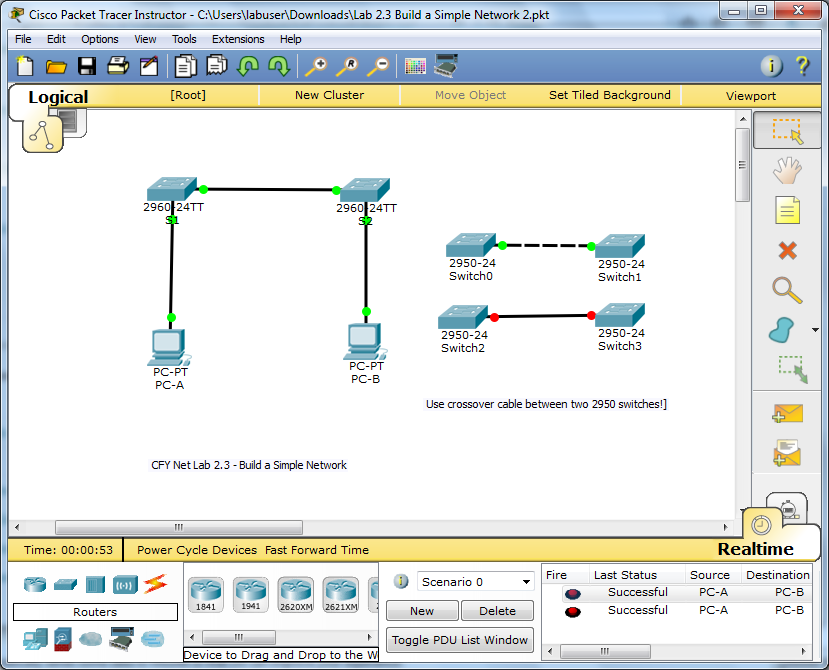 Cisco Packet Tracer Instructor - C:\Users\labuser\Downloads\Lab 2.3 Build a Simple Network 2.pkt
File Edit Options View Tools Extensions Help
Logical [Root] New Cluster Move Object Set Tiled Background Viewport
2960-24TT
S1
2960-24TT
S2
2950-24
Switch0
2950-24
Switch1
2950-24
Switch2
2950-24
Switch3
PC-PT
PC-A
PC-PT
PC-B
Use crossover cable between two 2950 switches!]
CFY Net Lab 2.3 - Build a Simple Network
Time: 00:00:53 Power Cycle Devices Fast Forward Time
Realtime
Routers
1841 1941 2620XM 2621XM
Device to Drag and Drop to the W
Scenario 0
New Delete
Toggle PDU List Window
Fire Last Status Source Destination
Successful PC-A PC-B
Successful PC-A PC-B